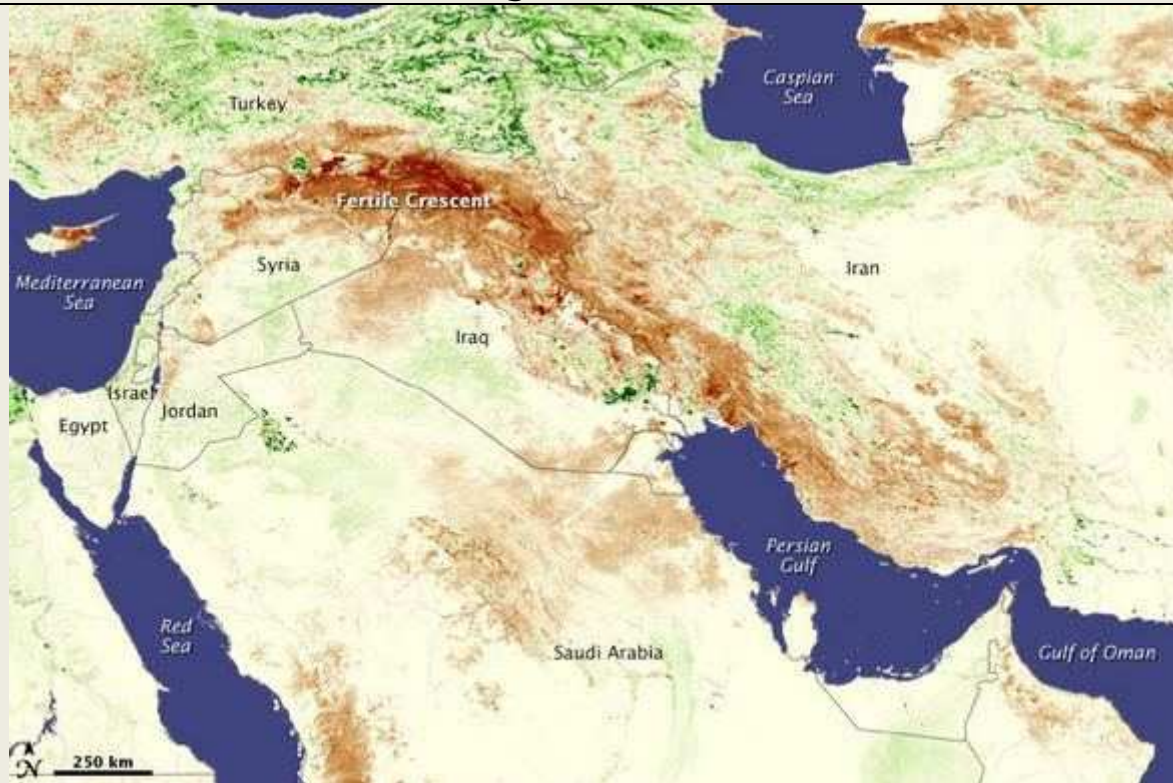 Caspian
Sea
Turkey
Fertile Crescent
Syria
Iran
Mediterranean
Sea
Iraq
Israel
Jordan
Egypt
Persian
Gulf
Red
Sea
Saudi Arabia
Gulf of Oman
N
250 km